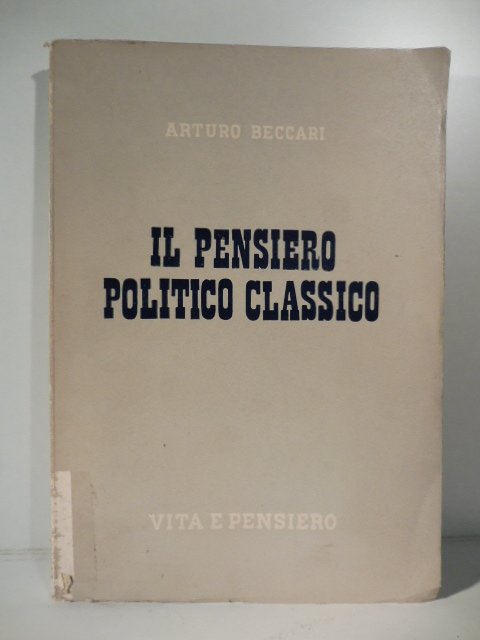 ARTURO BECCARI
IL PENSIERO
POLITICO CLASSICO
VITA E PENSIERO